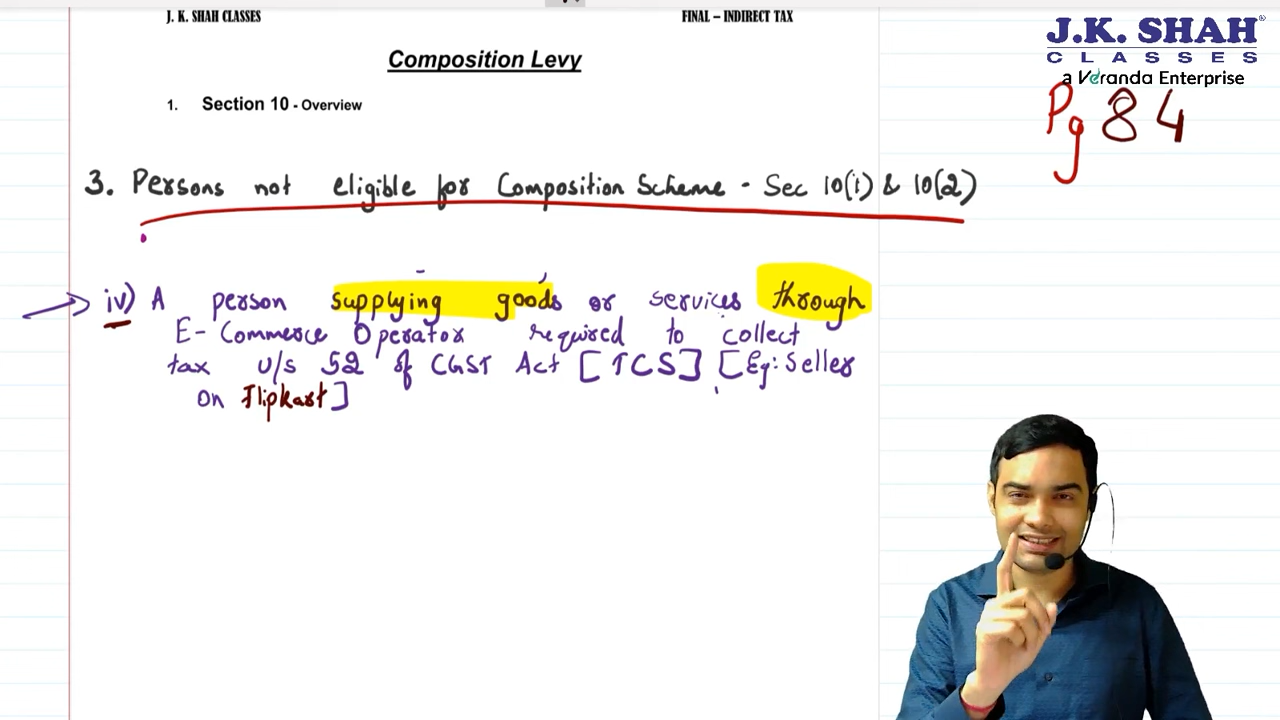 J. K. SHAH CLASSES
FINAL – INDIRECT TAX
J.K. SHAH®
CLASSES
a Veranda Enterprise
Composition Levy
1. Section 10 - Overview
Pg 84
3. Persons not eligible for Composition Scheme - Sec 10(1) & 10(2)
iv) A person supplying goods or services through
E-Commerce Operator required to collect
tax u/s 52 of CGST Act [TCS] [Eg: Seller
on Flipkart]